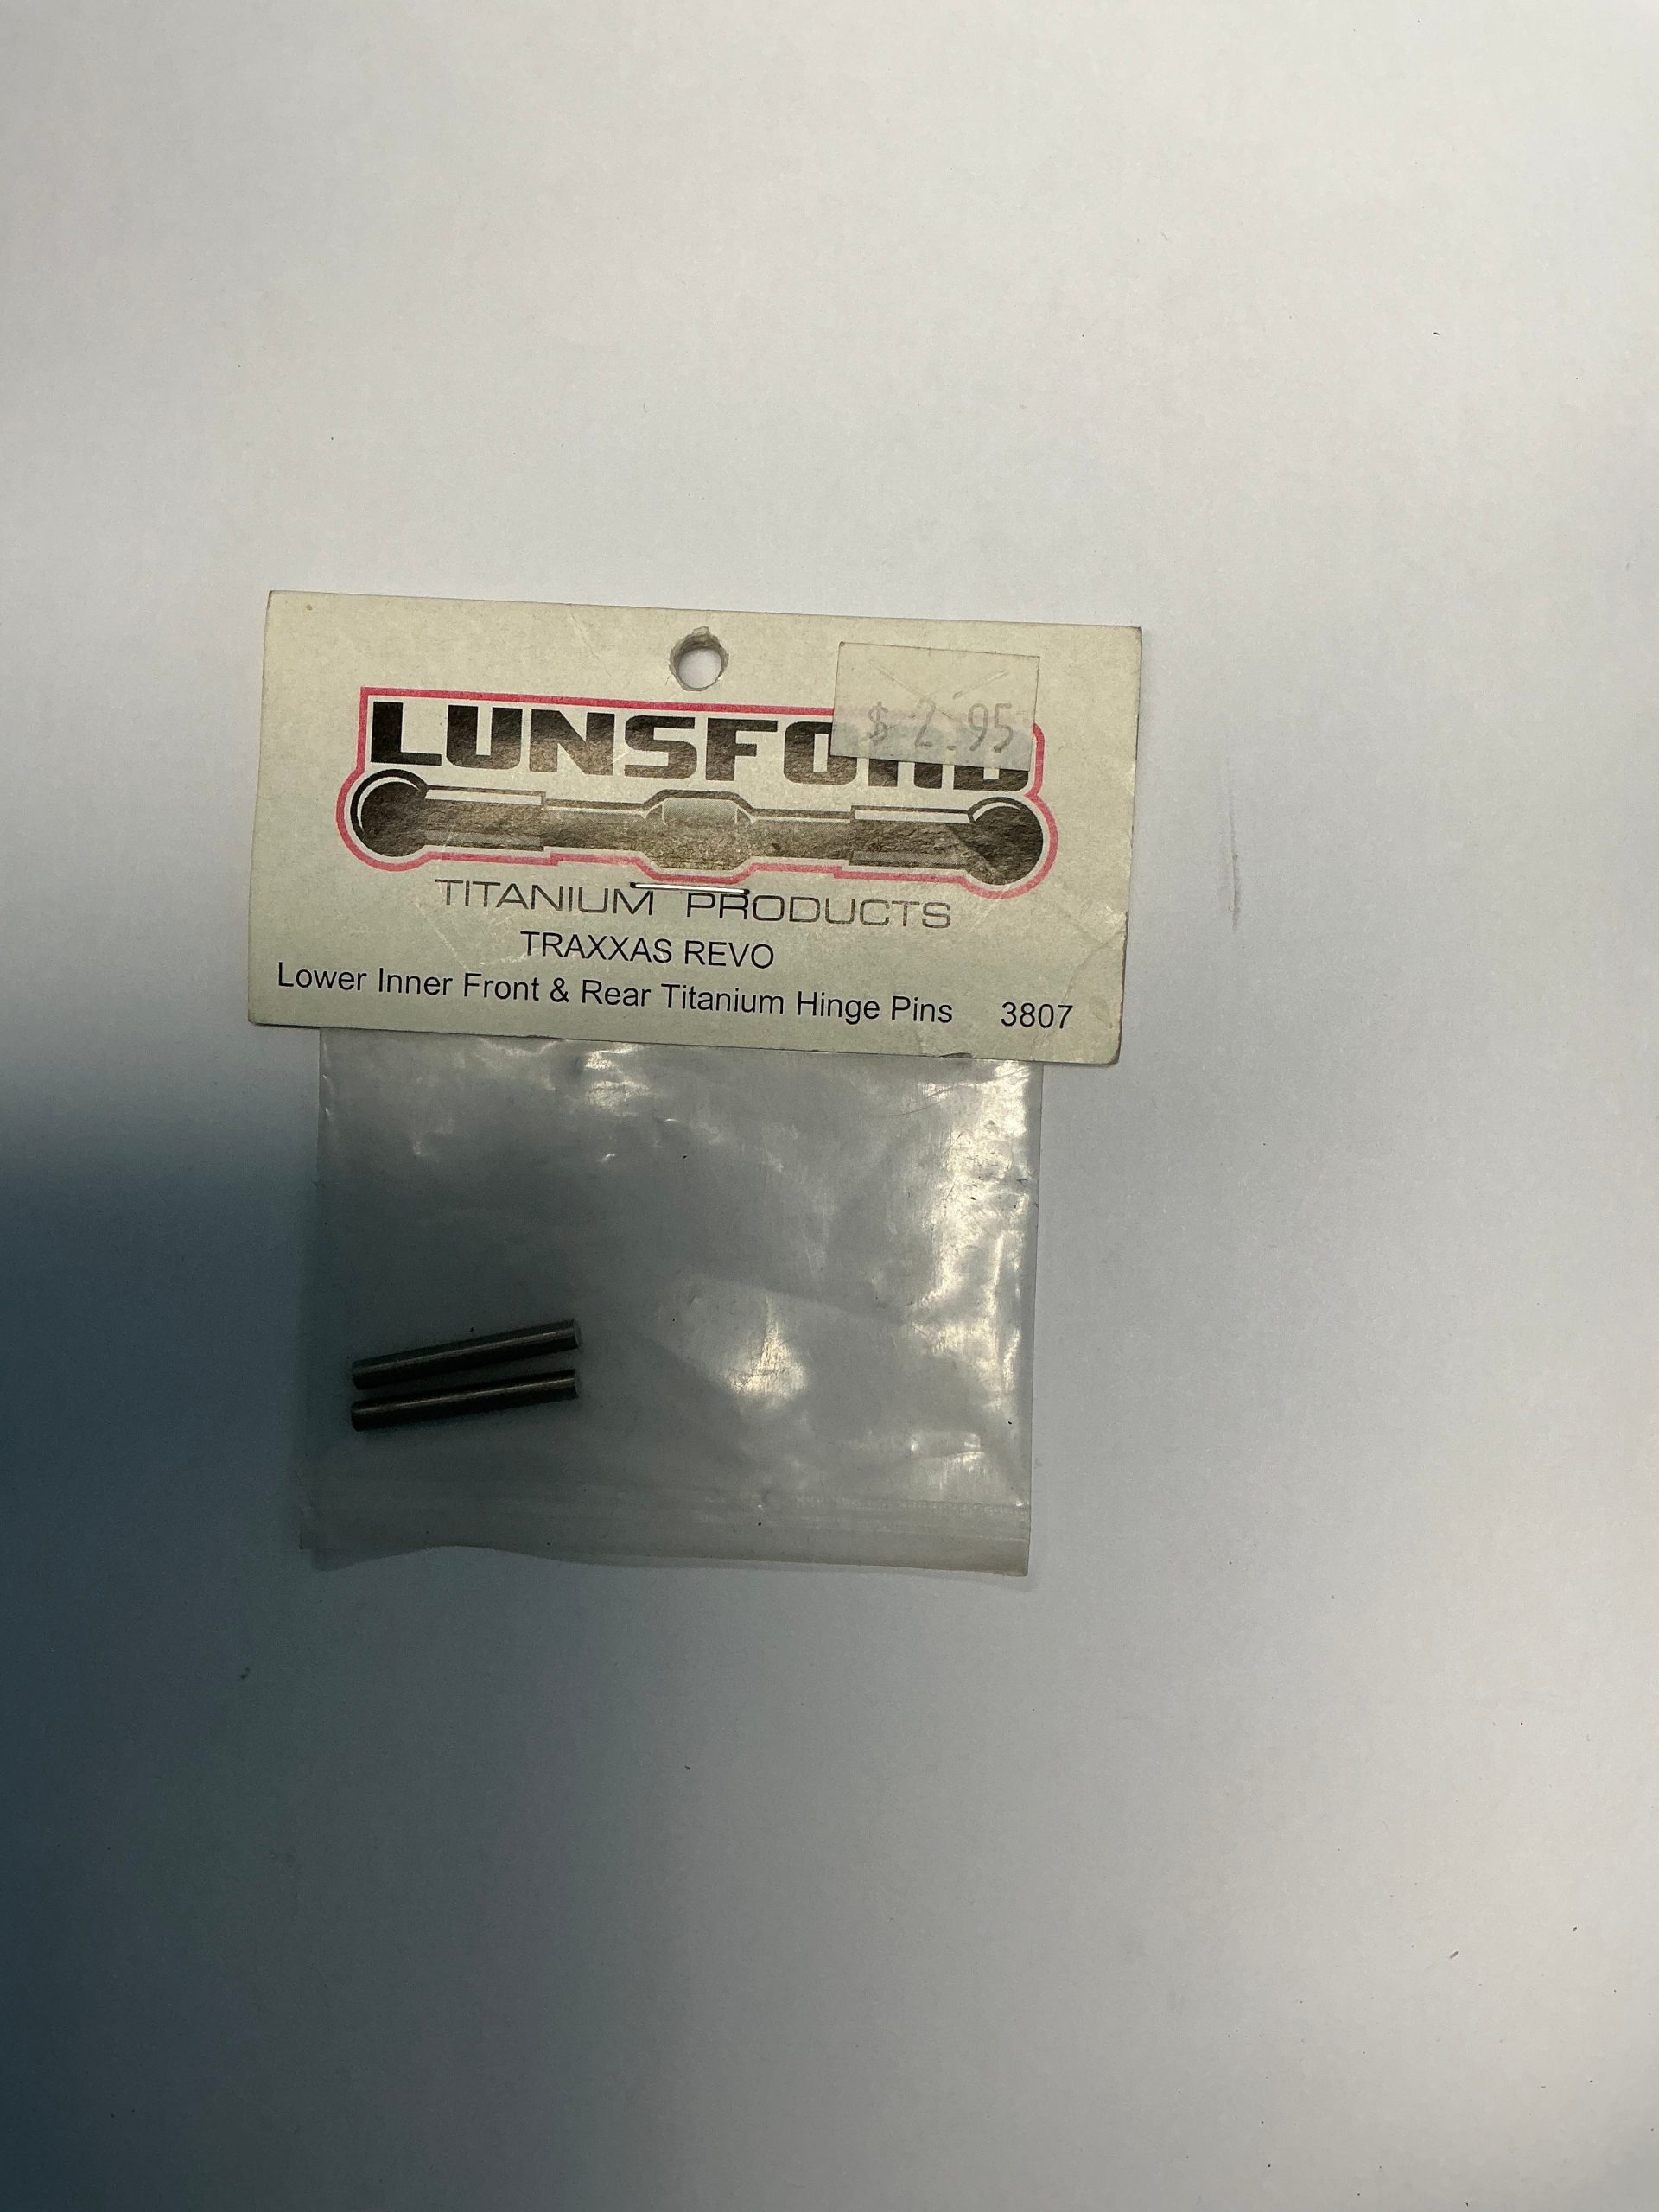 LUNSFORD
$ 2.95
TITANIUM PRODUCTS
TRAXXAS REVO
Lower Inner Front & Rear Titanium Hinge Pins 3807